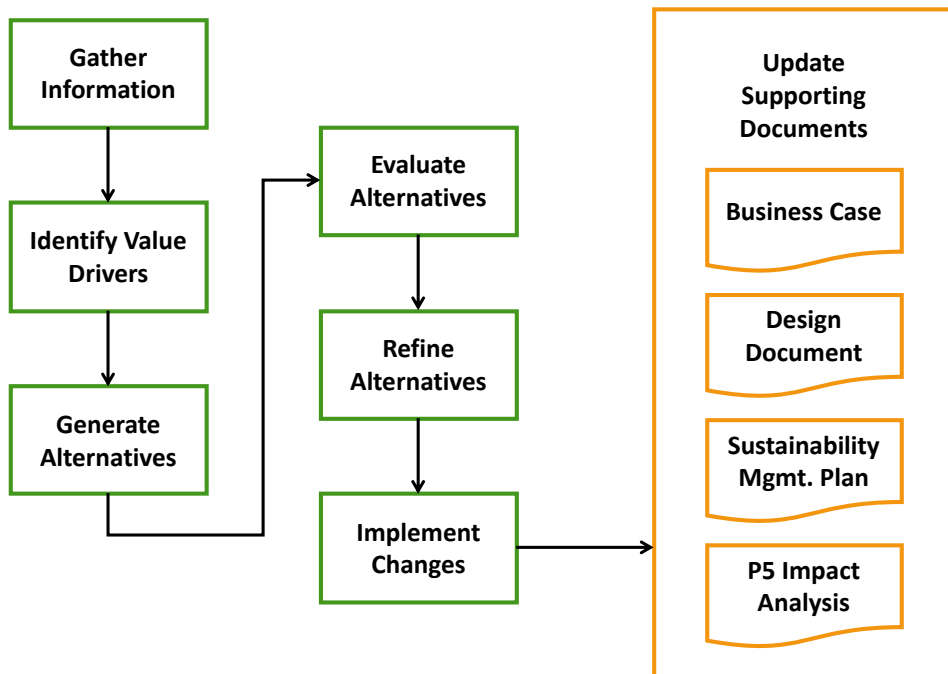 Gather
Information
Identify Value
Drivers
Generate
Alternatives
Evaluate
Alternatives
Refine
Alternatives
Implement
Changes
Update
Supporting
Documents
Business Case
Design
Document
Sustainability
Mgmt. Plan
P5 Impact
Analysis